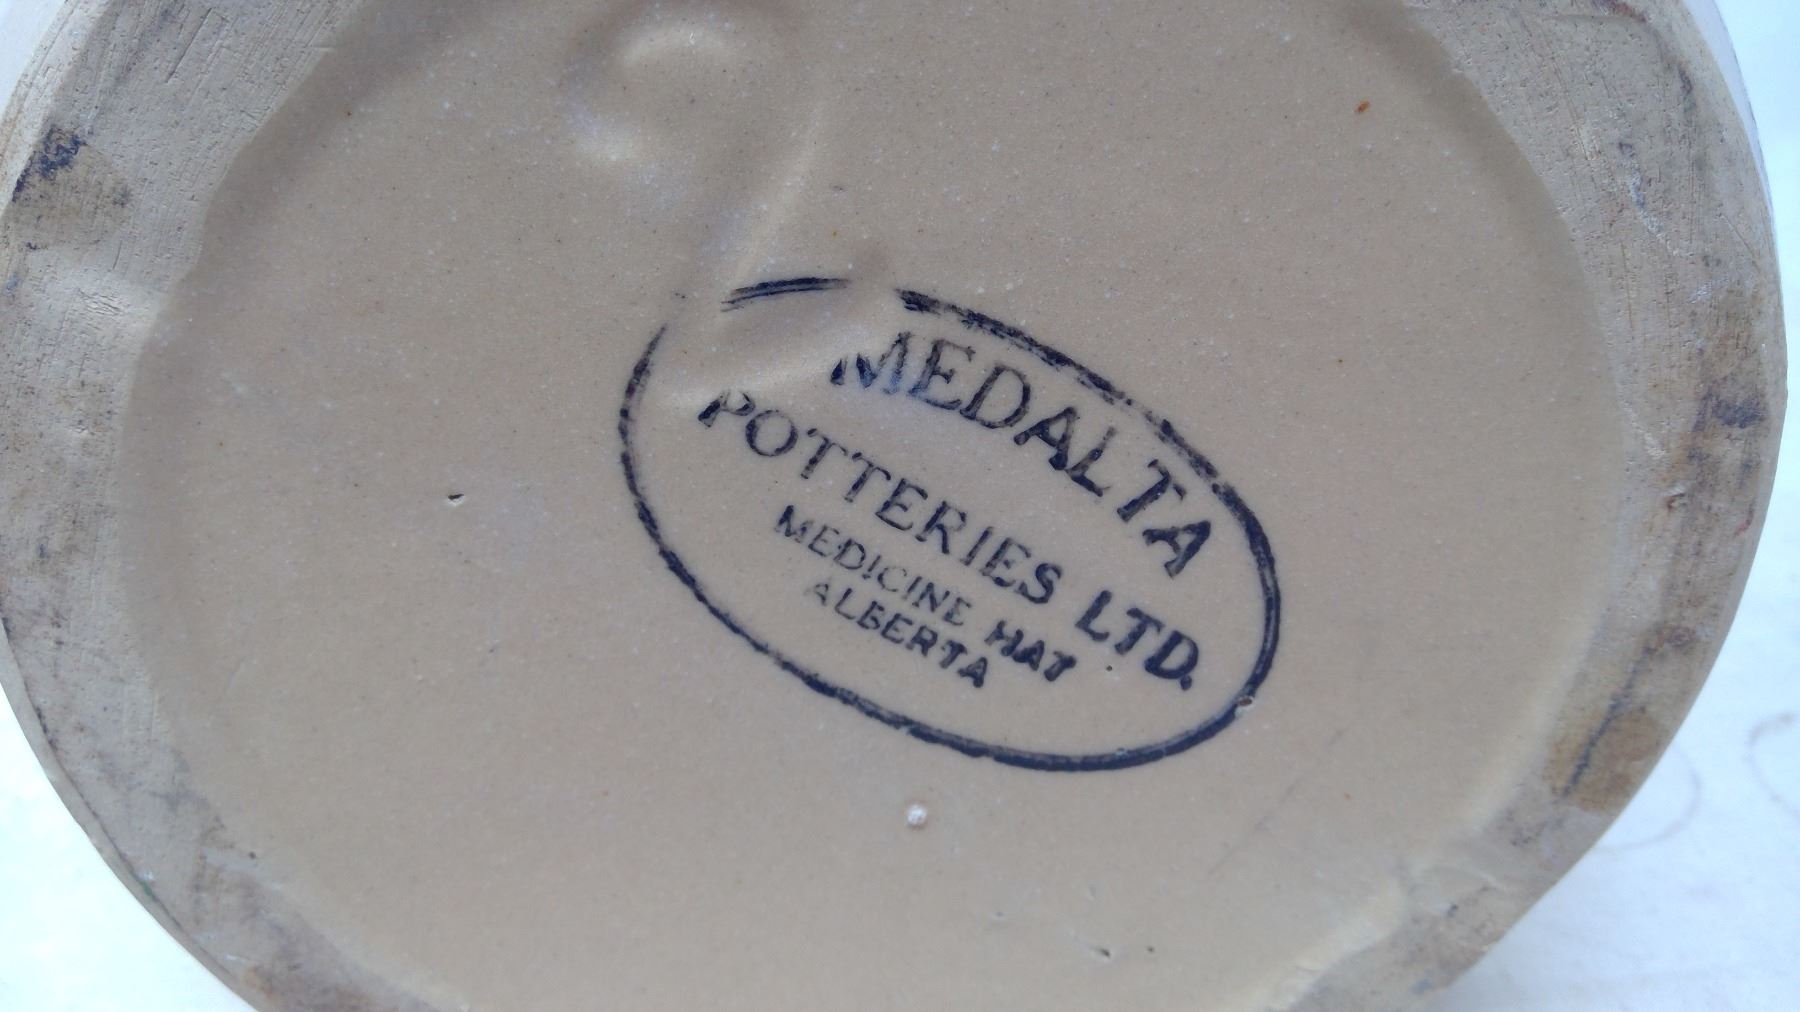 MEDALTA
POTTERIES LTD.
MEDICINE HAT
ALBERTA